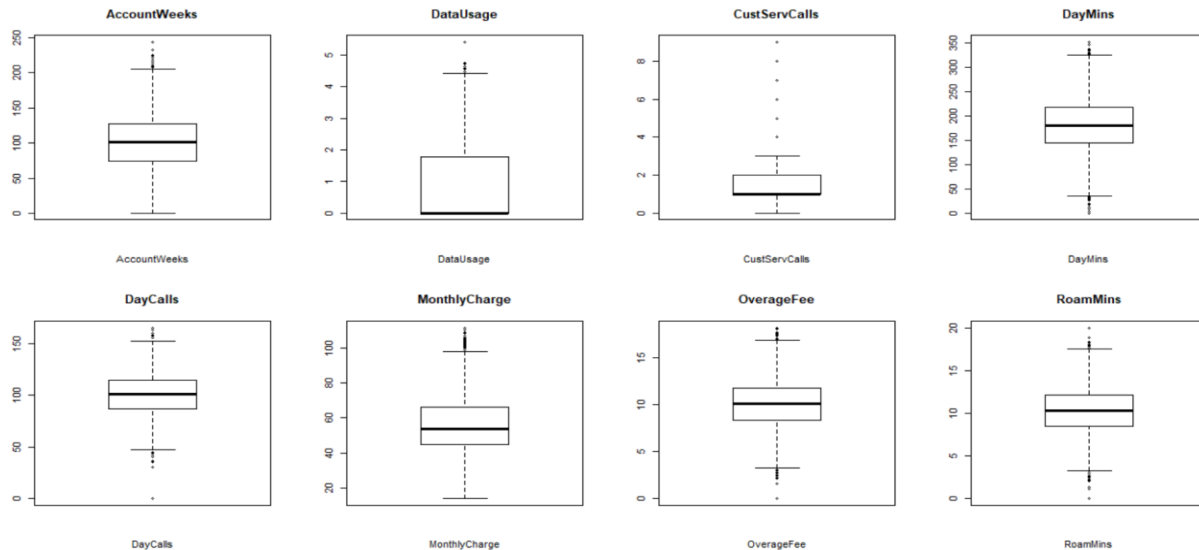 AccountWeeks
DataUsage
CustServCalls
DayMins
250
200
150
100
50
0
5
4
3
2
1
0
8
6
4
2
0
350
300
250
200
150
100
50
0
AccountWeeks
DataUsage
CustServCalls
DayMins
DayCalls
MonthlyCharge
OverageFee
RoamMins
150
100
50
0
100
80
60
40
20
15
10
5
0
20
15
10
5
0
DayCalls
MonthlyCharge
OverageFee
RoamMins